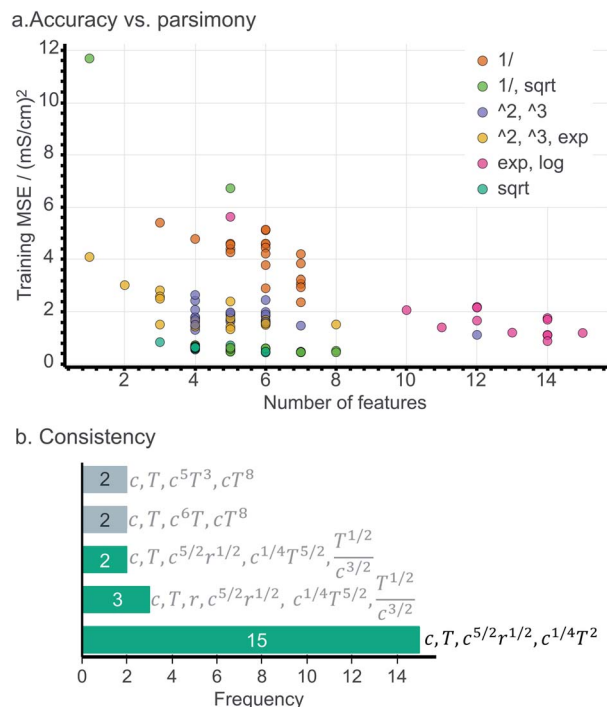 a.Accuracy vs. parsimony
12
10
8
6
4
2
0
Training MSE / (mS/cm)²
1/
1/, sqrt
^2, ^3
^2, ^3, exp
exp, log
sqrt
2 4 6 8 10 12 14
Number of features
b. Consistency
2 c, T, c⁵T³, cT⁸
2 c, T, c⁶T, cT⁸
2 c, T, c^{5/2}r^{1/2}, c^{1/4}T^{5/2}, T^{1/2}/c^{3/2}
3 c, T, r, c^{5/2}r^{1/2}, c^{1/4}T^{5/2}, T^{1/2}/c^{3/2}
15 c, T, c^{5/2}r^{1/2}, c^{1/4}T²
0 2 4 6 8 10 12 14
Frequency